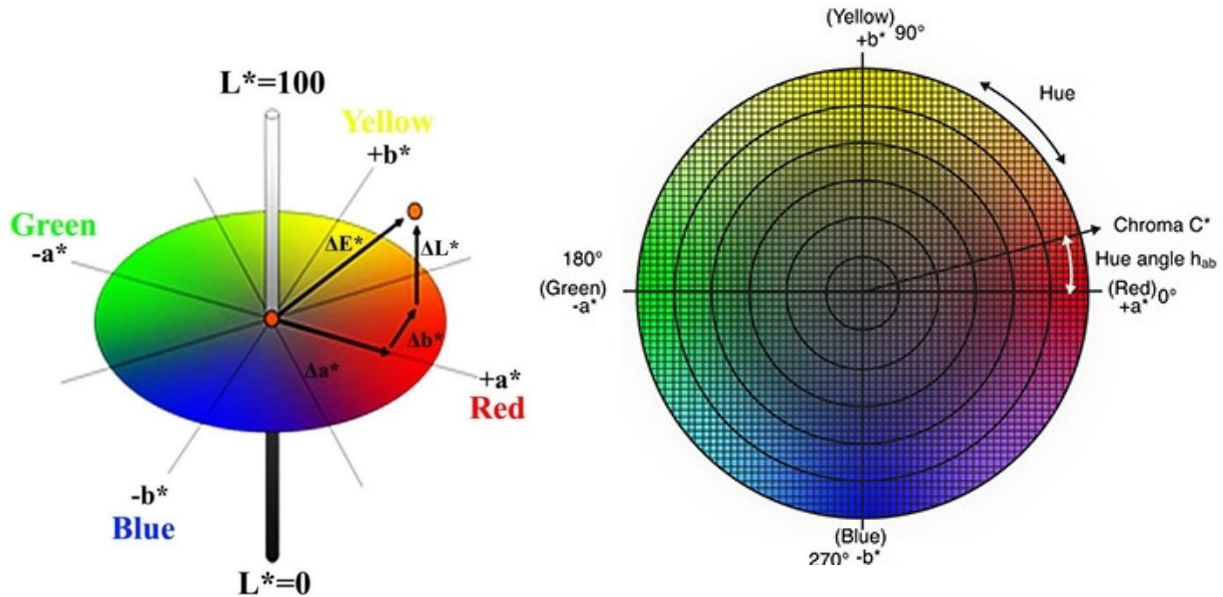 L*=100
Yellow
+b*
Green
-a*
ΔE*
ΔL*
Δb*
Δa*
+a*
Red
-b*
Blue
L*=0
(Yellow)
+b* 90°
Hue
Chroma C*
Hue angle hab
180°
(Green)
-a*
(Red) 0°
+a*
(Blue)
270° -b*